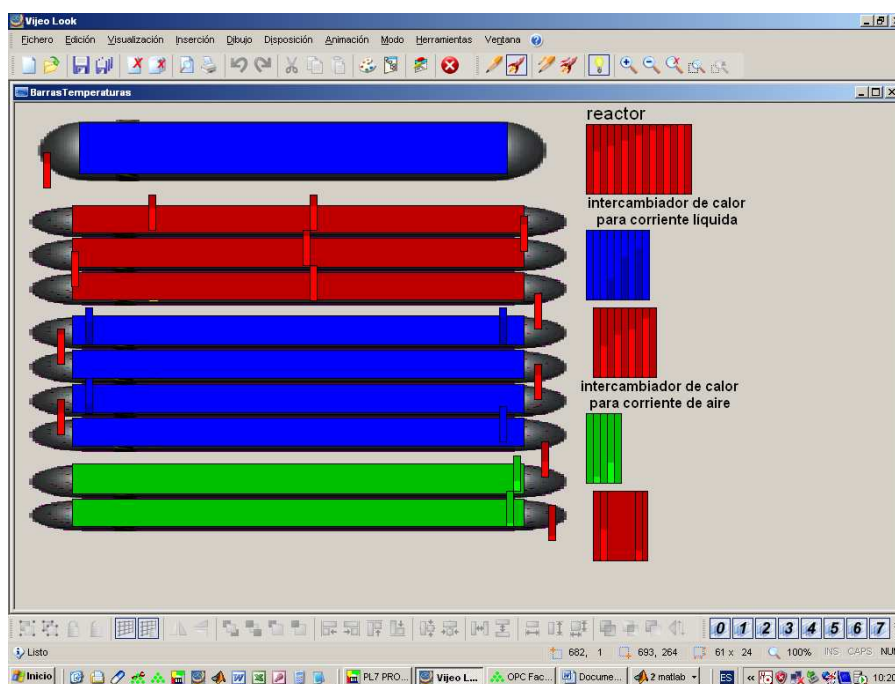 Vijeo Look
Fichero Edición Visualización Inserción Dibujo Disposición Animación Modo Herramientas Ventana
BarrasTemperaturas
reactor
intercambiador de calor
para corriente liquida
intercambiador de calor
para corriente de aire
0 1 2 3 4 5 6 7
Listo 682, 1 693, 264 61 x 24 100% INS CAPS NUM
Inicio PL7 PRO... Vijeo L... OPC Fac... Docume... 2 matlab ES